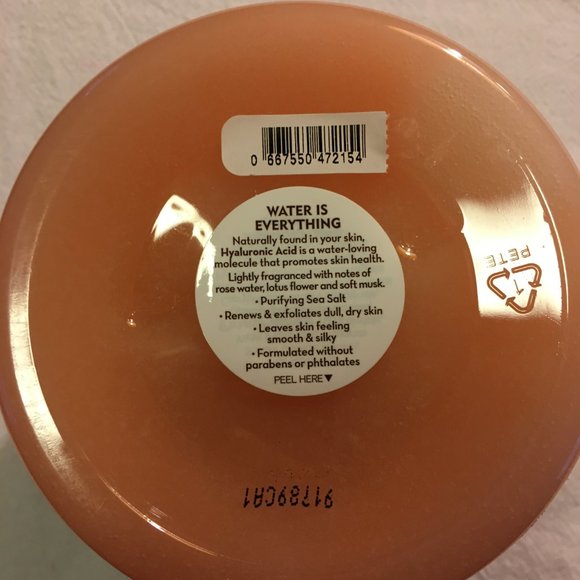 0 667550 472154
WATER IS
EVERYTHING
Naturally found in your skin,
Hyaluronic Acid is a water-loving
molecule that promotes skin health.
Lightly fragranced with notes of
rose water, lotus flower and soft musk.
• Purifying Sea Salt
• Renews & exfoliates dull, dry skin
• Leaves skin feeling
smooth & silky
• Formulated without
parabens or phthalates
PEEL HERE ▼
1
PETE
91789CA1